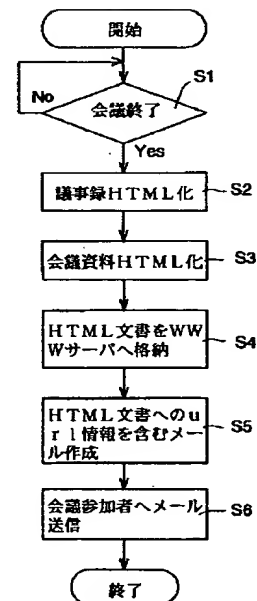 開始
S1
No
会議終了
Yes
議事録HTML化
S2
会議資料HTML化
S3
HTML文書をWW
Wサーバへ格納
S4
HTML文書へのu
rl情報を含むメー
ル作成
S5
会議参加者へメール
送信
S6
終了